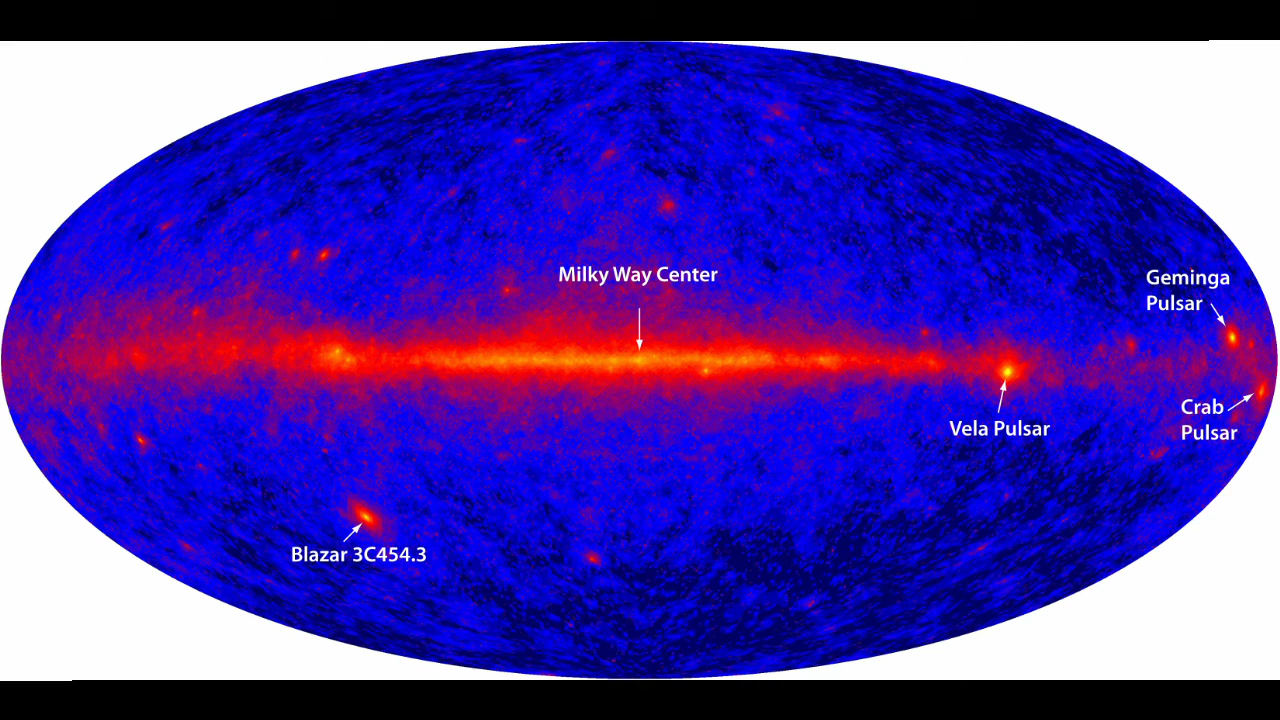 Milky Way Center
Geminga
Pulsar
Crab
Pulsar
Vela Pulsar
Blazar 3C454.3